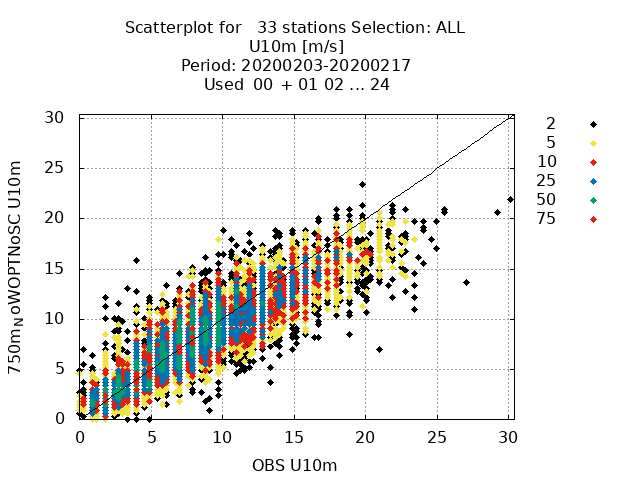 Scatterplot for 33 stations Selection: ALL
U10m [m/s]
Period: 20200203-20200217
Used 00 + 01 02 ... 24
30
25
20
15
10
5
0
750m_NoWOPTNoSC U10m
0 5 10 15 20 25 30
OBS U10m
2
5
10
25
50
75